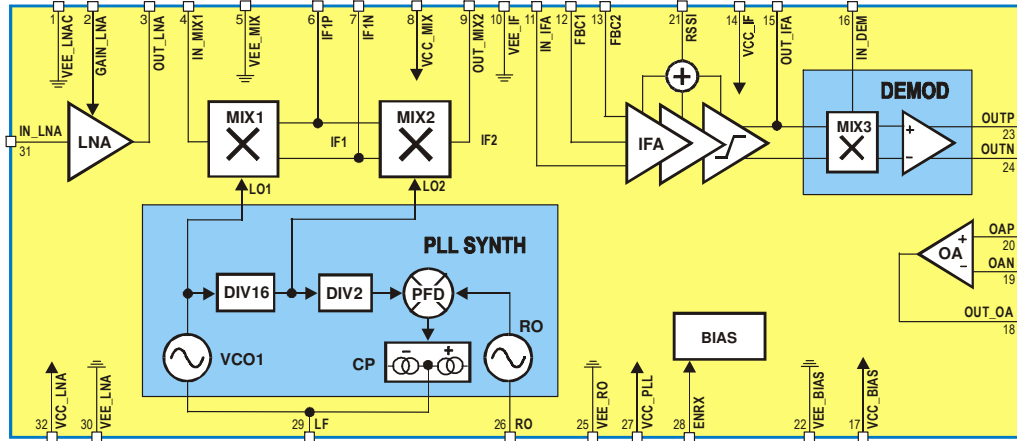 1 2 3 4 5 6 7 8 9 10 11 12 13 21 14 15 16
VEE_LNAC
GAIN_LNA
OUT_LNA
IN_MIX1
VEE_MIX
IF1P
IF1N
VCC_MIX
OUT_MIX2
VEE_IF
IN_IFA
FBC1
FBC2
RSSI
VCC_IF
OUT_IFA
IN_DEM
DEMOD
IN_LNA
31
LNA
MIX1
MIX2
IF1
IF2
IFA
MIX3
+
−
OUTP
23
OUTN
24
LO1
LO2
PLL SYNTH
DIV16
DIV2
PFD
RO
VCO1
CP
−
+
BIAS
OA
+
−
OAP
20
OAN
19
OUT_OA
18
32
VCC_LNA
30
VEE_LNA
29
LF
26
RO
25
VEE_RO
27
VCC_PLL
28
ENRX
22
VEE_BIAS
17
VCC_BIAS